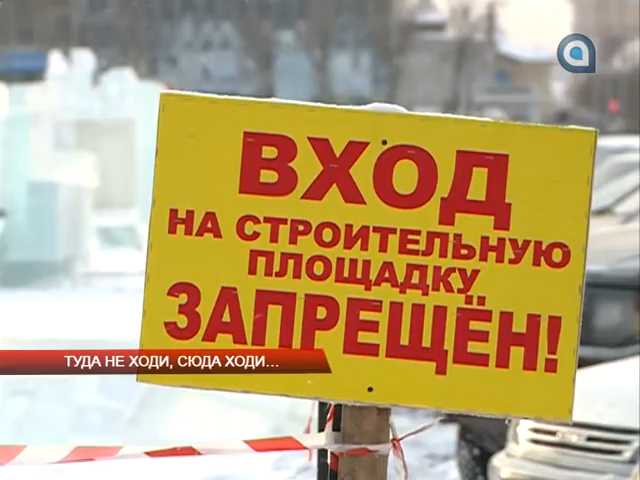 ВХОД
НА СТРОИТЕЛЬНУЮ
ПЛОЩАДКУ
ЗАПРЕЩЁН!
ТУДА НЕ ХОДИ, СЮДА ХОДИ...